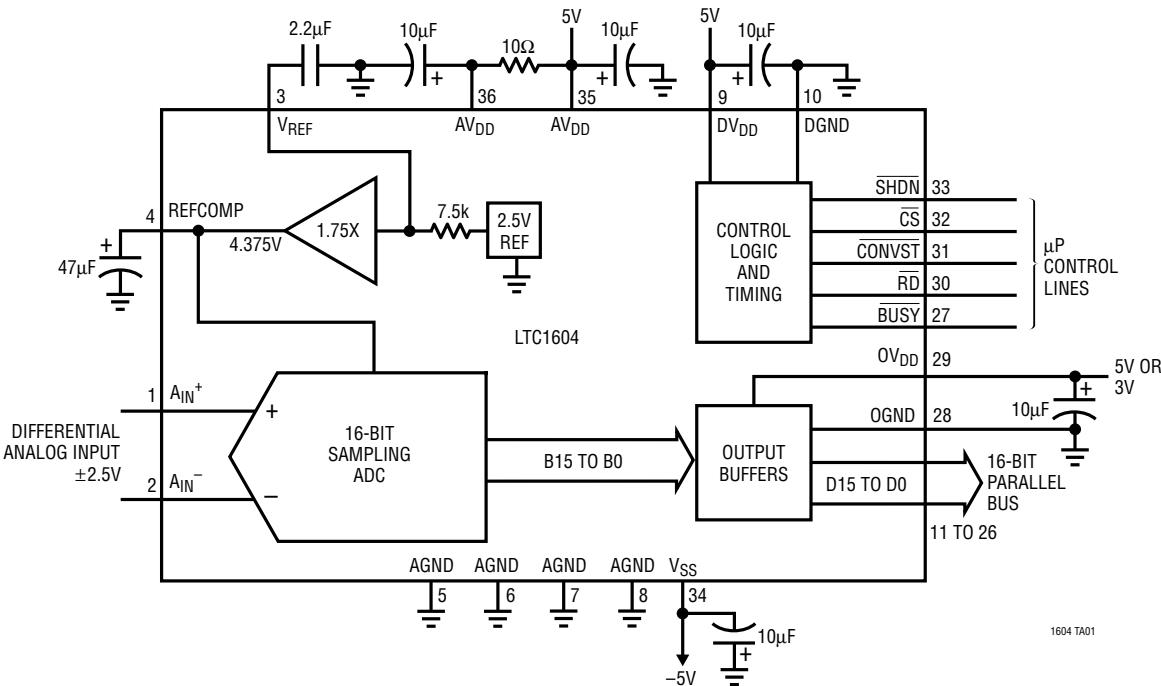 2.2µF
10µF
10Ω
5V
10µF
5V
10µF
+
+
+
3
36
35
9
10
VREF
AVDD
AVDD
DVDD
DGND
4
REFCOMP
4.375V
1.75X
7.5k
2.5V
REF
+
47µF
CONTROL
LOGIC
AND
TIMING
SHDN 33
CS 32
CONVST 31
RD 30
BUSY 27
µP
CONTROL
LINES
LTC1604
OVDD 29
5V OR
3V
+
10µF
OGND 28
1 AIN+
+
DIFFERENTIAL
ANALOG INPUT
±2.5V
2 AIN−
−
16-BIT
SAMPLING
ADC
B15 TO B0
OUTPUT
BUFFERS
D15 TO D0
16-BIT
PARALLEL
BUS
11 TO 26
AGND
AGND
AGND
AGND
VSS
5
6
7
8
34
10µF
+
–5V
1604 TA01